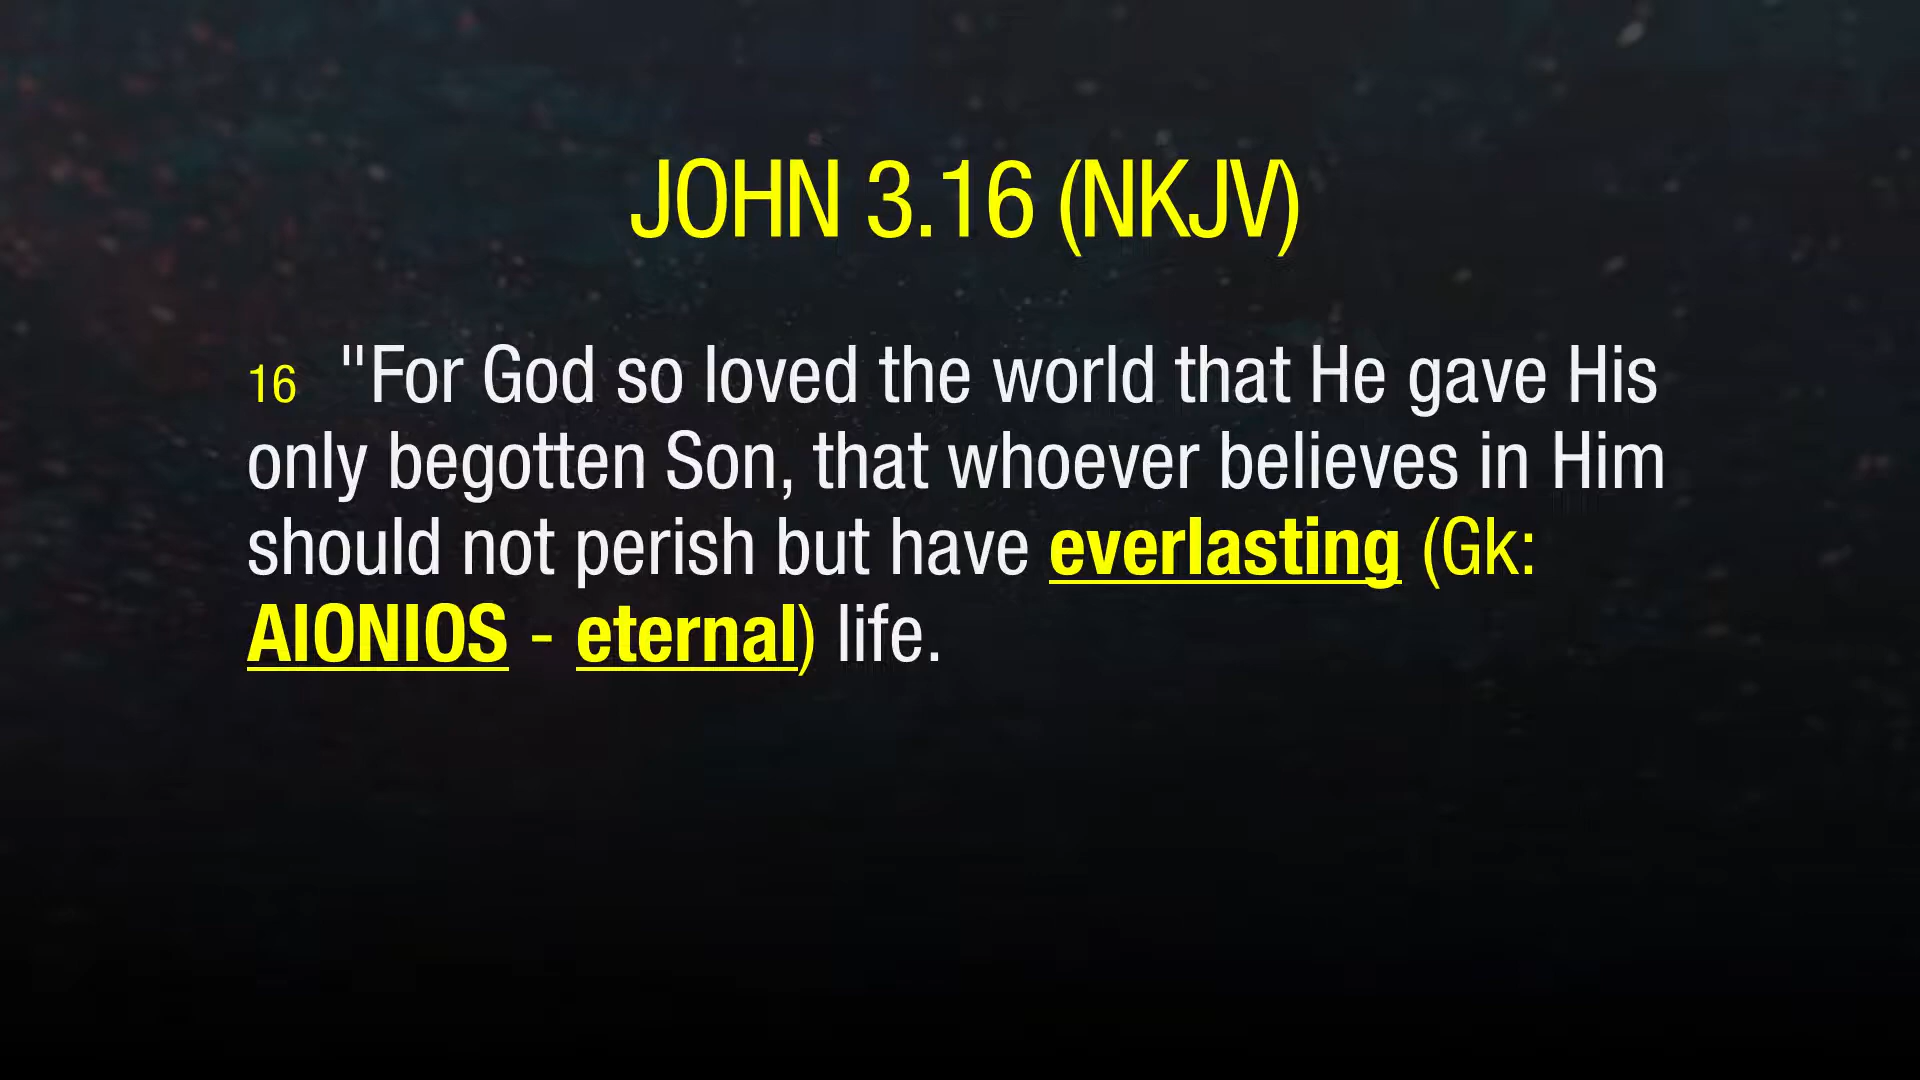 JOHN 3.16 (NKJV)
16 "For God so loved the world that He gave His
only begotten Son, that whoever believes in Him
should not perish but have everlasting (Gk:
AIONIOS - eternal) life.